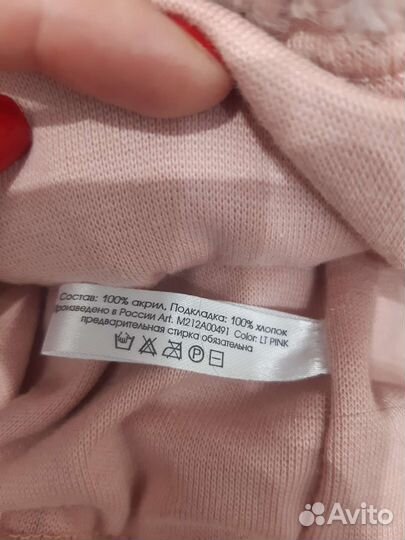 Состав: 100% акрил. Подкладка: 100% хлопок
Произведено в России Art. M212A00491 Color: LT PINK
предварительная стирка обязательна
Avito